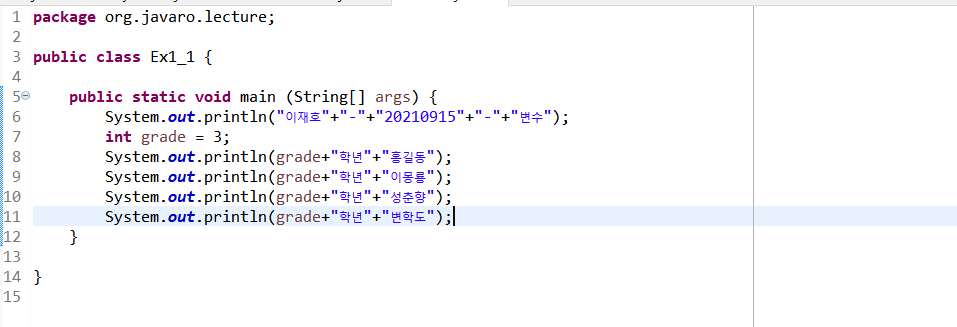 1 package org.javaro.lecture;
2
3 public class Ex1_1 {
4
5 public static void main (String[] args) {
6 System.out.println("이재호"+"-"+"20210915"+"-"+"변수");
7 int grade = 3;
8 System.out.println(grade+"학년"+"홍길동");
9 System.out.println(grade+"학년"+"이몽룡");
10 System.out.println(grade+"학년"+"성춘향");
11 System.out.println(grade+"학년"+"변학도");
12 }
13
14 }
15